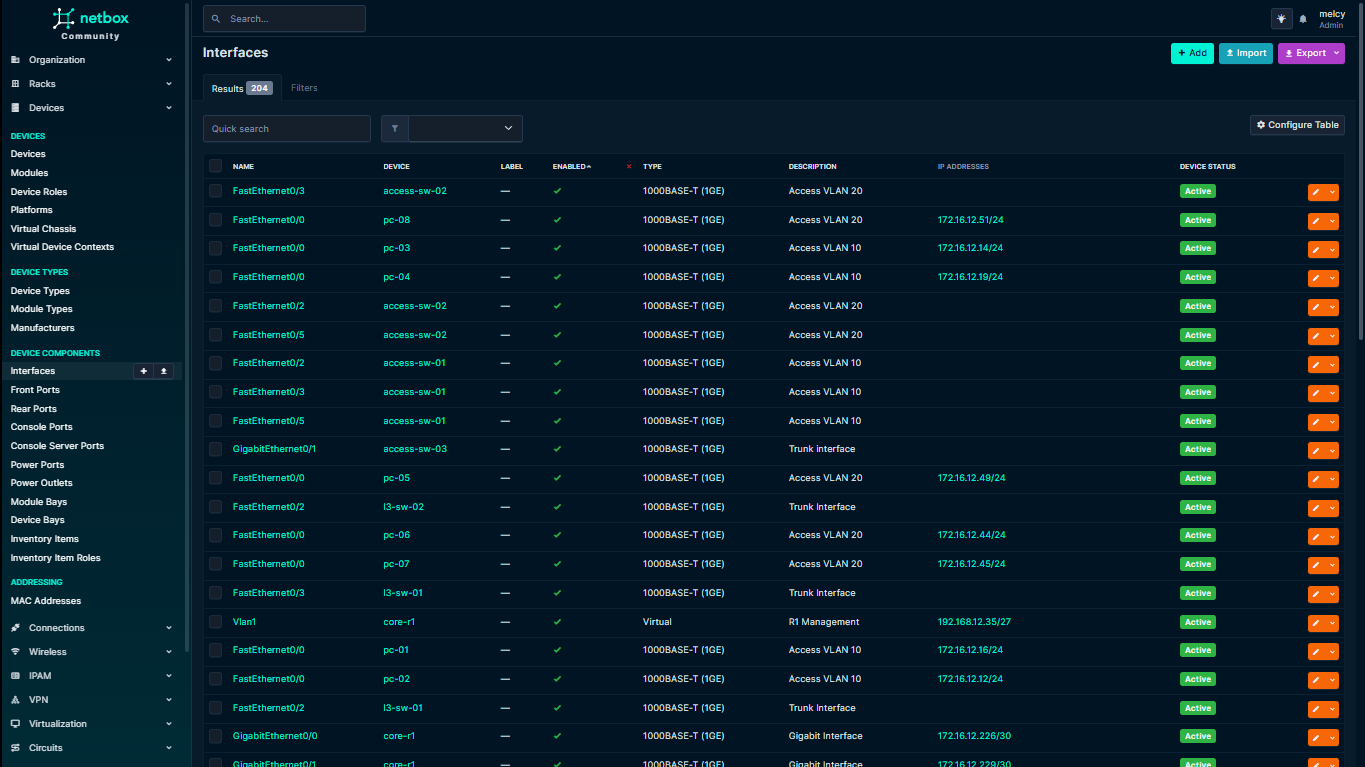 netbox
Community
Organization
Racks
Devices
DEVICES
Devices
Modules
Device Roles
Platforms
Virtual Chassis
Virtual Device Contexts
DEVICE TYPES
Device Types
Module Types
Manufacturers
DEVICE COMPONENTS
Interfaces
Front Ports
Rear Ports
Console Ports
Console Server Ports
Power Ports
Power Outlets
Module Bays
Device Bays
Inventory Items
Inventory Item Roles
ADDRESSING
MAC Addresses
Connections
Wireless
IPAM
VPN
Virtualization
Circuits
Search...
melcy
Admin
Interfaces
Add Import Export
Results 204 Filters
Quick search
Configure Table
NAME DEVICE LABEL ENABLED TYPE DESCRIPTION IP ADDRESSES DEVICE STATUS
FastEthernet0/3 access-sw-02 — 1000BASE-T (1GE) Access VLAN 20 Active
FastEthernet0/0 pc-08 — 1000BASE-T (1GE) Access VLAN 20 172.16.12.51/24 Active
FastEthernet0/0 pc-03 — 1000BASE-T (1GE) Access VLAN 10 172.16.12.14/24 Active
FastEthernet0/0 pc-04 — 1000BASE-T (1GE) Access VLAN 10 172.16.12.19/24 Active
FastEthernet0/2 access-sw-02 — 1000BASE-T (1GE) Access VLAN 20 Active
FastEthernet0/5 access-sw-02 — 1000BASE-T (1GE) Access VLAN 20 Active
FastEthernet0/2 access-sw-01 — 1000BASE-T (1GE) Access VLAN 10 Active
FastEthernet0/3 access-sw-01 — 1000BASE-T (1GE) Access VLAN 10 Active
FastEthernet0/5 access-sw-01 — 1000BASE-T (1GE) Access VLAN 10 Active
GigabitEthernet0/1 access-sw-03 — 1000BASE-T (1GE) Trunk interface Active
FastEthernet0/0 pc-05 — 1000BASE-T (1GE) Access VLAN 20 172.16.12.49/24 Active
FastEthernet0/2 l3-sw-02 — 1000BASE-T (1GE) Trunk Interface Active
FastEthernet0/0 pc-06 — 1000BASE-T (1GE) Access VLAN 20 172.16.12.44/24 Active
FastEthernet0/0 pc-07 — 1000BASE-T (1GE) Access VLAN 20 172.16.12.45/24 Active
FastEthernet0/3 l3-sw-01 — 1000BASE-T (1GE) Trunk Interface Active
Vlan1 core-r1 — Virtual R1 Management 192.168.12.35/27 Active
FastEthernet0/0 pc-01 — 1000BASE-T (1GE) Access VLAN 10 172.16.12.16/24 Active
FastEthernet0/0 pc-02 — 1000BASE-T (1GE) Access VLAN 10 172.16.12.12/24 Active
FastEthernet0/2 l3-sw-01 — 1000BASE-T (1GE) Trunk Interface Active
GigabitEthernet0/0 core-r1 — 1000BASE-T (1GE) Gigabit Interface 172.16.12.226/30 Active
GigabitEthernet0/1 core-r1 — 1000BASE-T (1GE) Gigabit Interface 172.16.12.229/30 Active